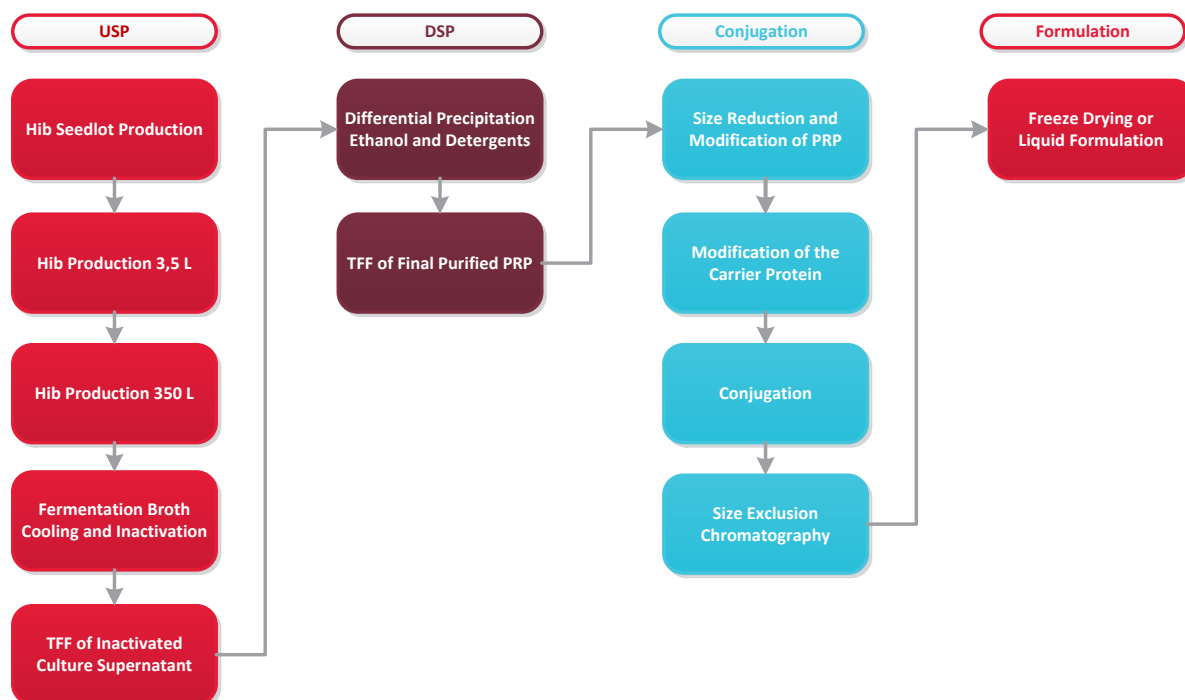 USP
Hib Seedlot Production
Hib Production 3,5 L
Hib Production 350 L
Fermentation Broth
Cooling and Inactivation
TFF of Inactivated
Culture Supernatant
DSP
Differential Precipitation
Ethanol and Detergents
TFF of Final Purified PRP
Conjugation
Size Reduction and
Modification of PRP
Modification of the
Carrier Protein
Conjugation
Size Exclusion
Chromatography
Formulation
Freeze Drying or
Liquid Formulation